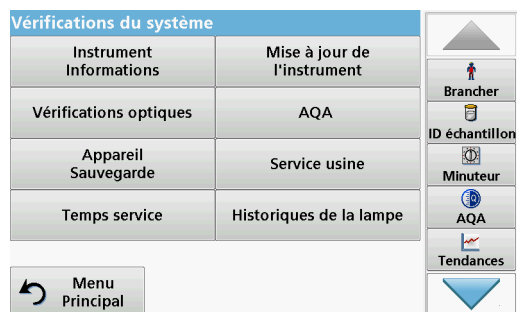 Vérifications du système
Instrument
Informations
Mise à jour de
l'instrument
Vérifications optiques
AQA
Appareil
Sauvegarde
Service usine
Temps service
Historiques de la lampe
Menu
Principal
Brancher
ID échantillon
Minuteur
AQA
Tendances